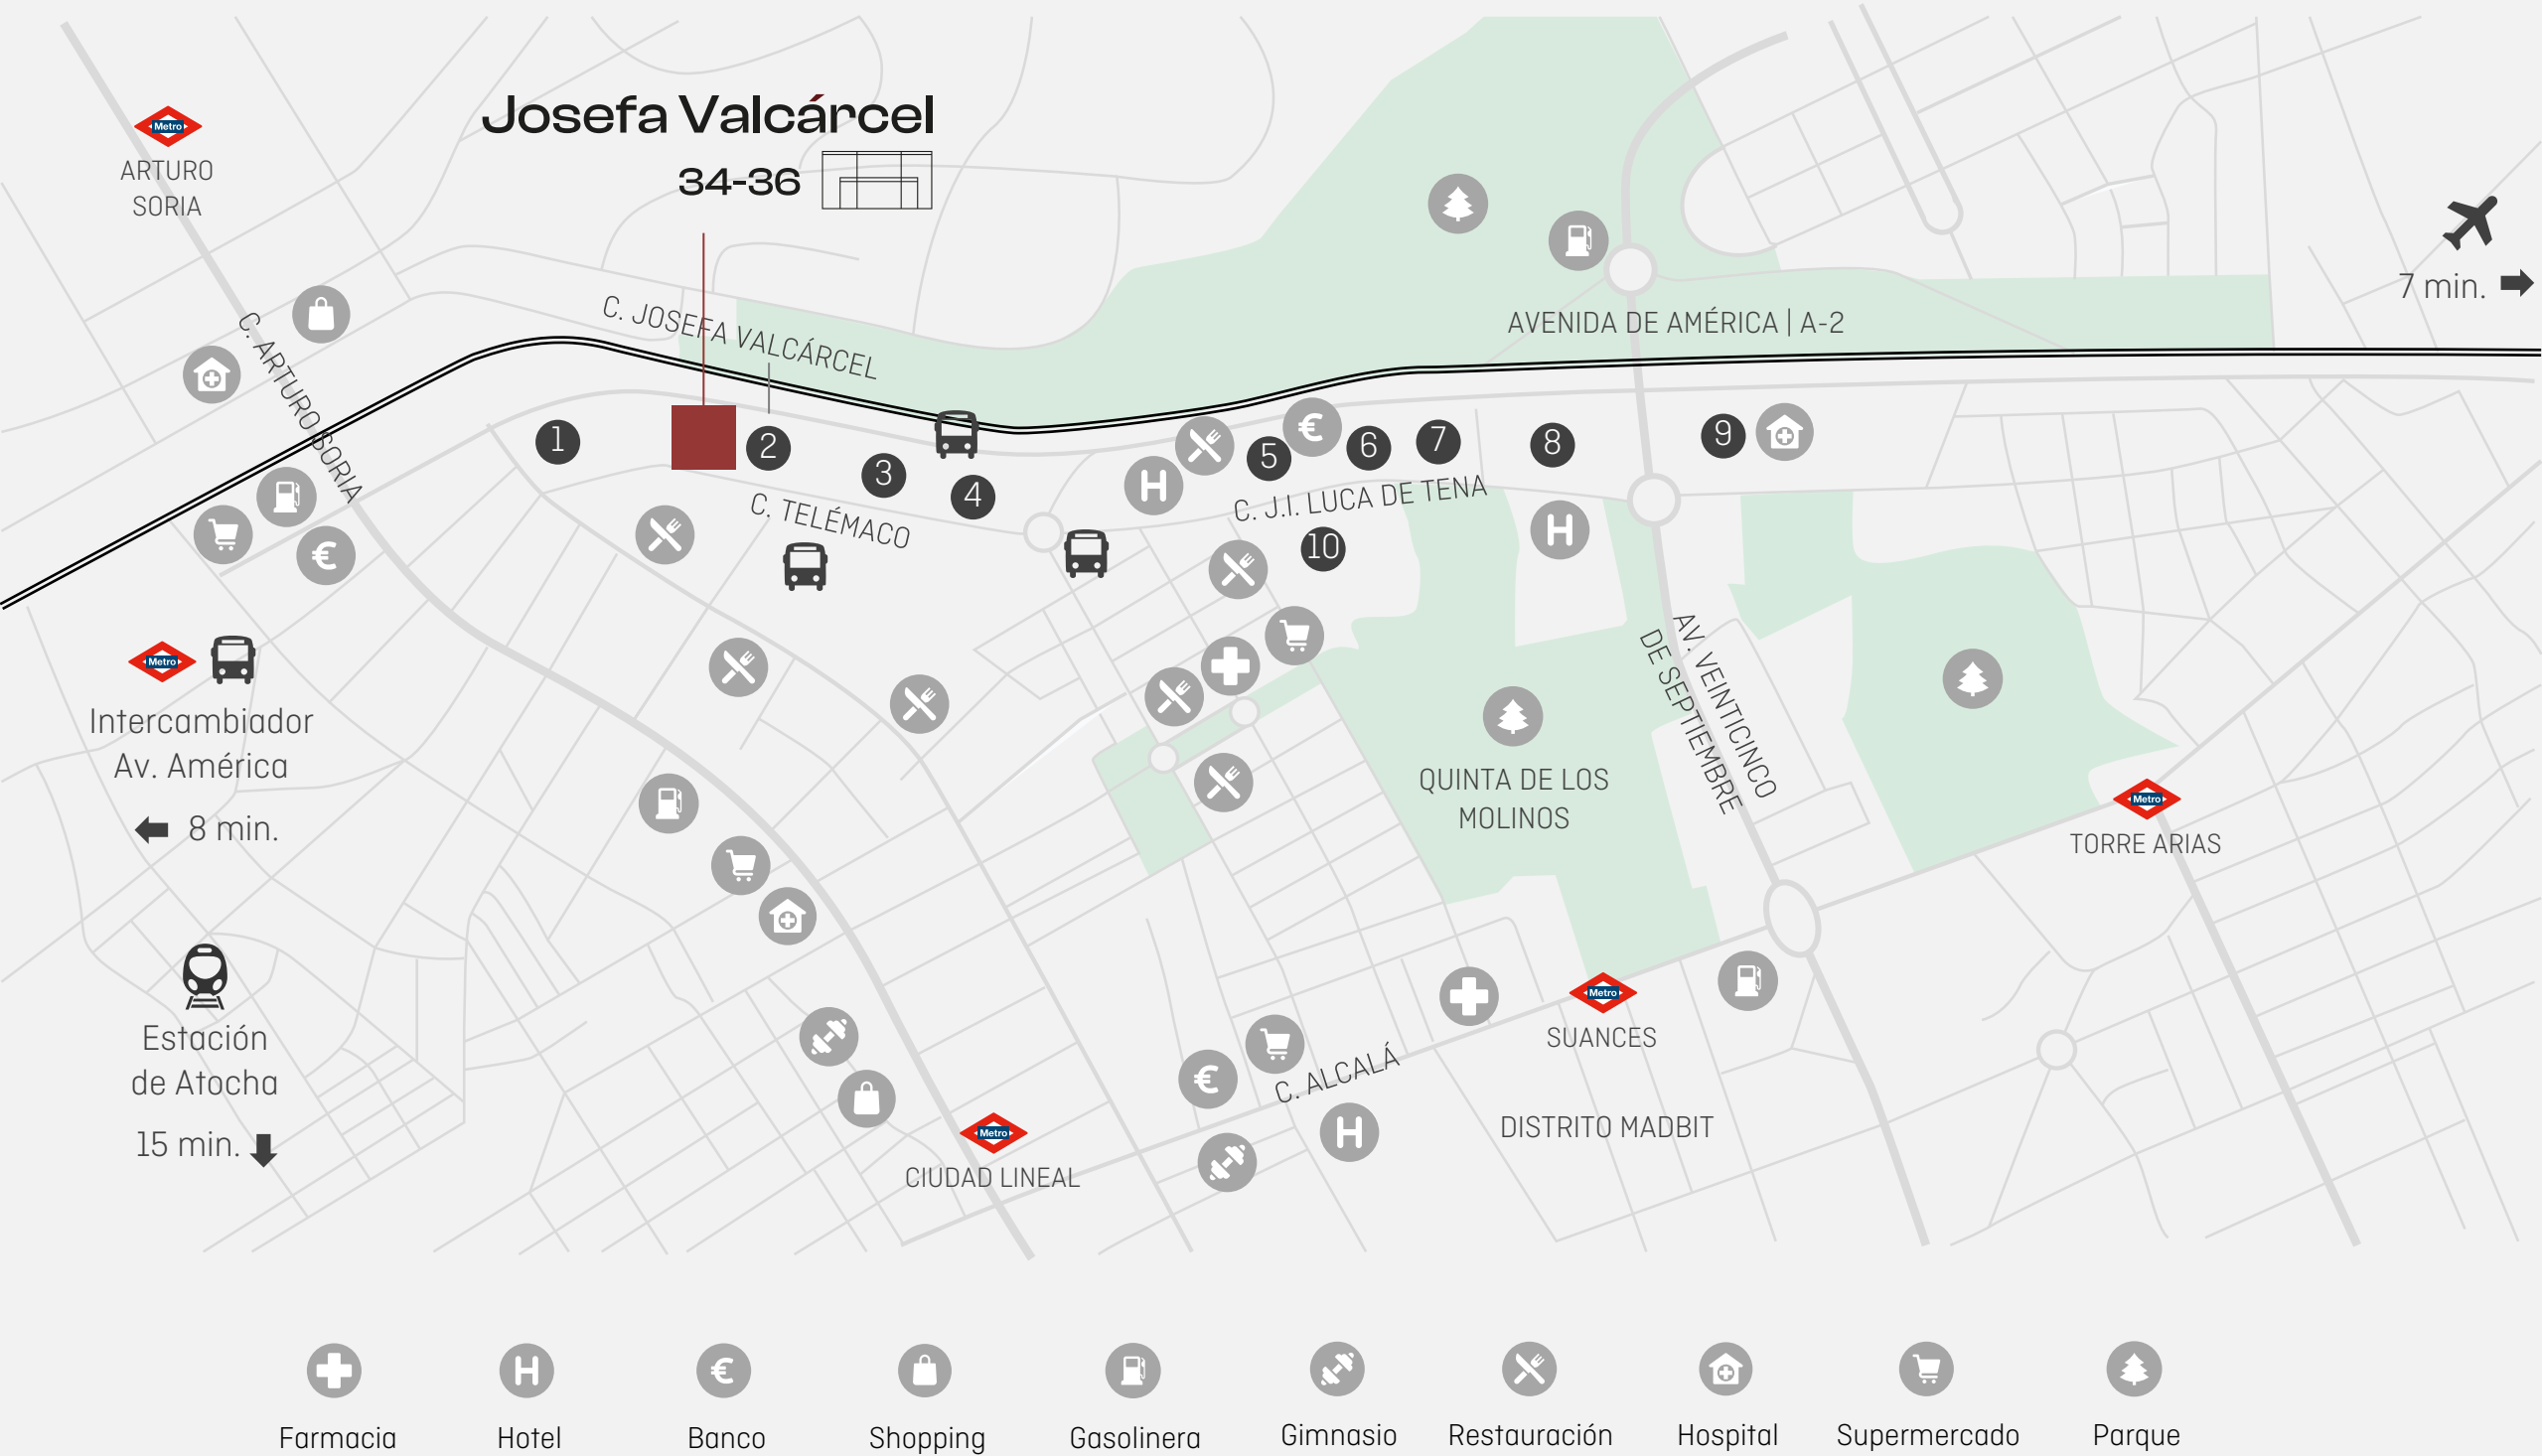 Josefa Valcárcel
34-36
Metro
ARTURO
SORIA
7 min.
C. JOSEFA VALCÁRCEL
AVENIDA DE AMÉRICA | A-2
C. ARTURO SORIA
1
2
3
4
5
€
6
7
8
9
H
C. TELÉMACO
C. J.I. LUCA DE TENA
10
H
€
Metro
Intercambiador
Av. América
8 min.
AV. VEINTICINCO
DE SEPTIEMBRE
QUINTA DE LOS
MOLINOS
Metro
TORRE ARIAS
Estación
de Atocha
15 min.
Metro
SUANCES
€
C. ALCALÁ
H
DISTRITO MADBIT
Metro
CIUDAD LINEAL
H
€
Farmacia
Hotel
Banco
Shopping
Gasolinera
Gimnasio
Restauración
Hospital
Supermercado
Parque